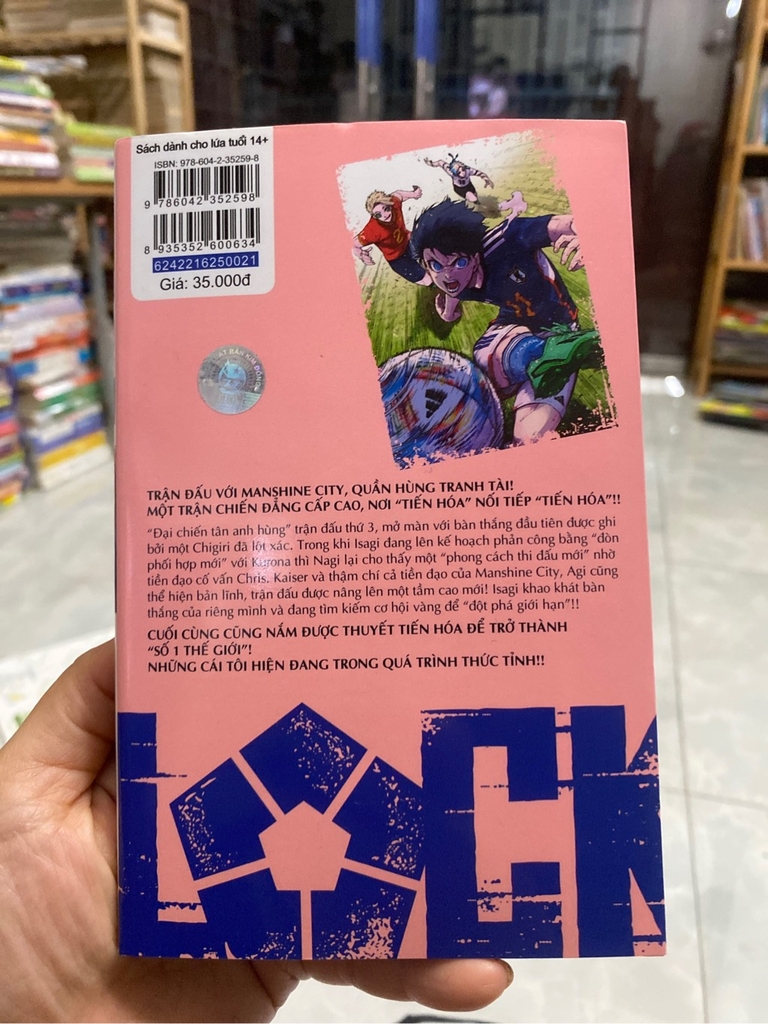 Sách dành cho lứa tuổi 14+
ISBN: 978-604-2-35259-8
9 786042 352598
8 935352 600634
6242216250021
Giá: 35.000đ
11
TRẬN ĐẤU VỚI MANSHINE CITY, QUẦN HÙNG TRANH TÀI!
MỘT TRẬN CHIẾN ĐẲNG CẤP CAO, NƠI “TIẾN HÓA” NỐI TIẾP “TIẾN HÓA”!!
“Đại chiến tân anh hùng” trận đấu thứ 3, mở màn với bàn thắng đầu tiên được ghi
bởi một Chigiri đã lột xác. Trong khi Isagi đang lên kế hoạch phản công bằng “đòn
phối hợp mới” với Kurona thì Nagi lại cho thấy một “phong cách thi đấu mới” nhờ
tiền đạo cố vấn Chris. Kaiser và thậm chí cả tiền đạo của Manshine City, Agi cũng
thể hiện bản lĩnh, trận đấu được nâng lên một tầm cao mới! Isagi khao khát bàn
thắng của riêng mình và đang tìm kiếm cơ hội vàng để “đột phá giới hạn”!!
CUỐI CÙNG CŨNG NẮM ĐƯỢC THUYẾT TIẾN HÓA ĐỂ TRỞ THÀNH
“SỐ 1 THẾ GIỚI”!
NHỮNG CÁI TÔI HIỆN ĐANG TRONG QUÁ TRÌNH THỨC TỈNH!!
LOCK